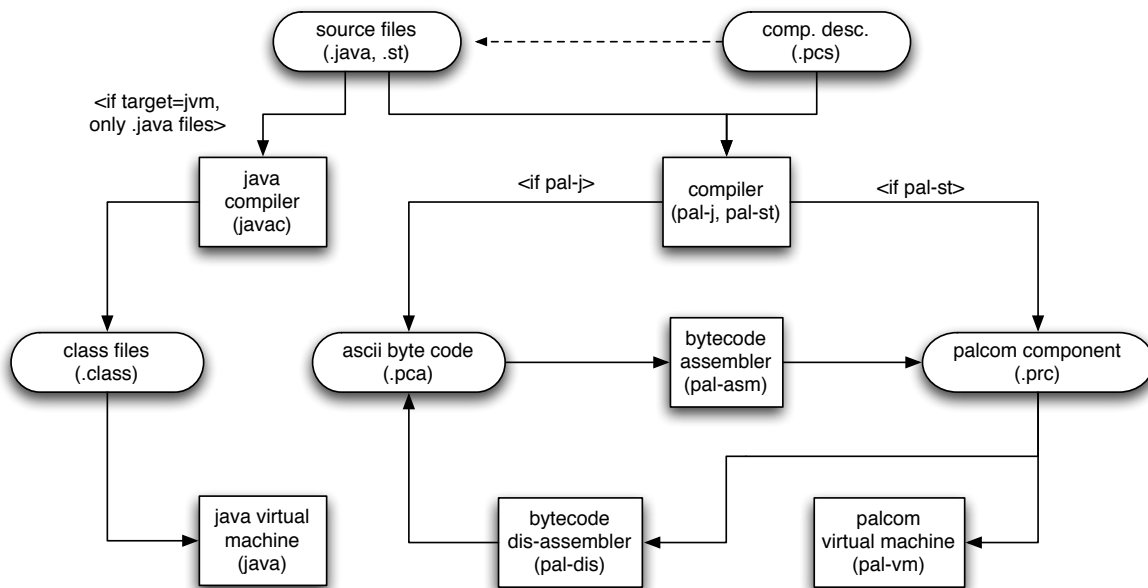 source files
(.java, .st)
comp. desc.
(.pcs)
<if target=jvm,
only .java files>
java
compiler
(javac)
<if pal-j>
compiler
(pal-j, pal-st)
<if pal-st>
class files
(.class)
ascii byte code
(.pca)
bytecode
assembler
(pal-asm)
palcom component
(.prc)
java virtual
machine
(java)
bytecode
dis-assembler
(pal-dis)
palcom
virtual machine
(pal-vm)